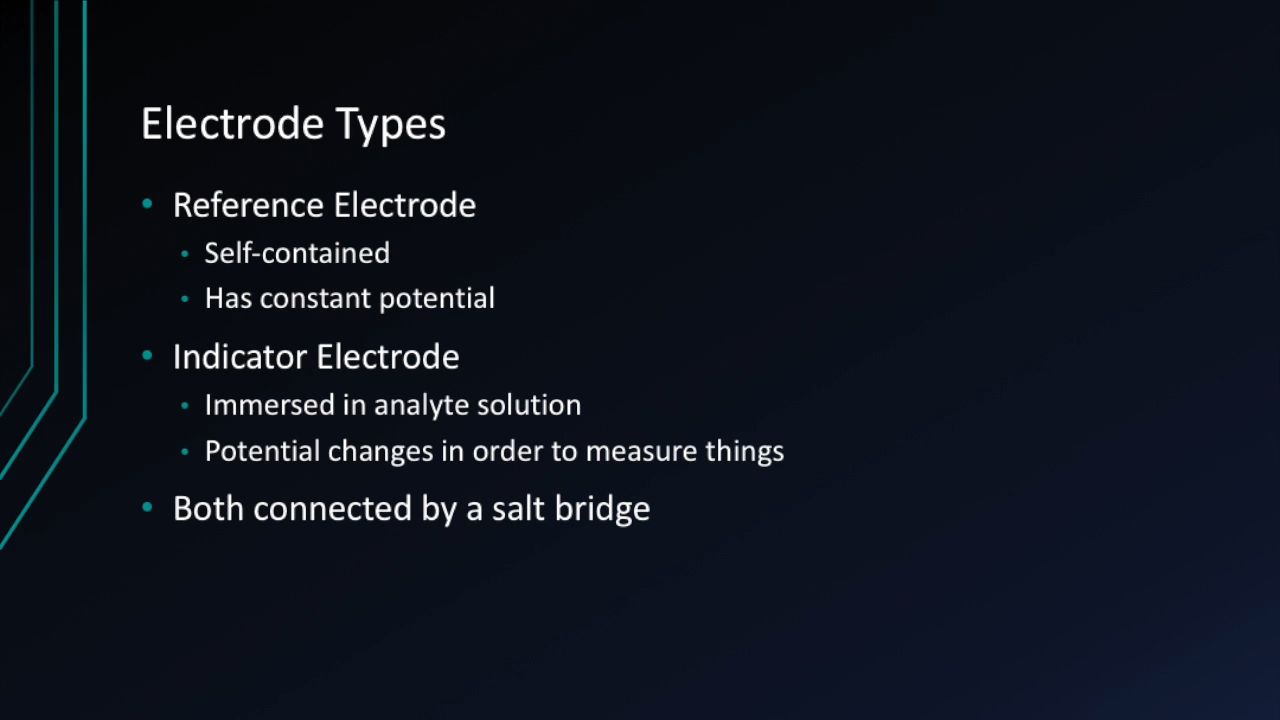 Electrode Types
• Reference Electrode
• Self-contained
• Has constant potential
• Indicator Electrode
• Immersed in analyte solution
• Potential changes in order to measure things
• Both connected by a salt bridge